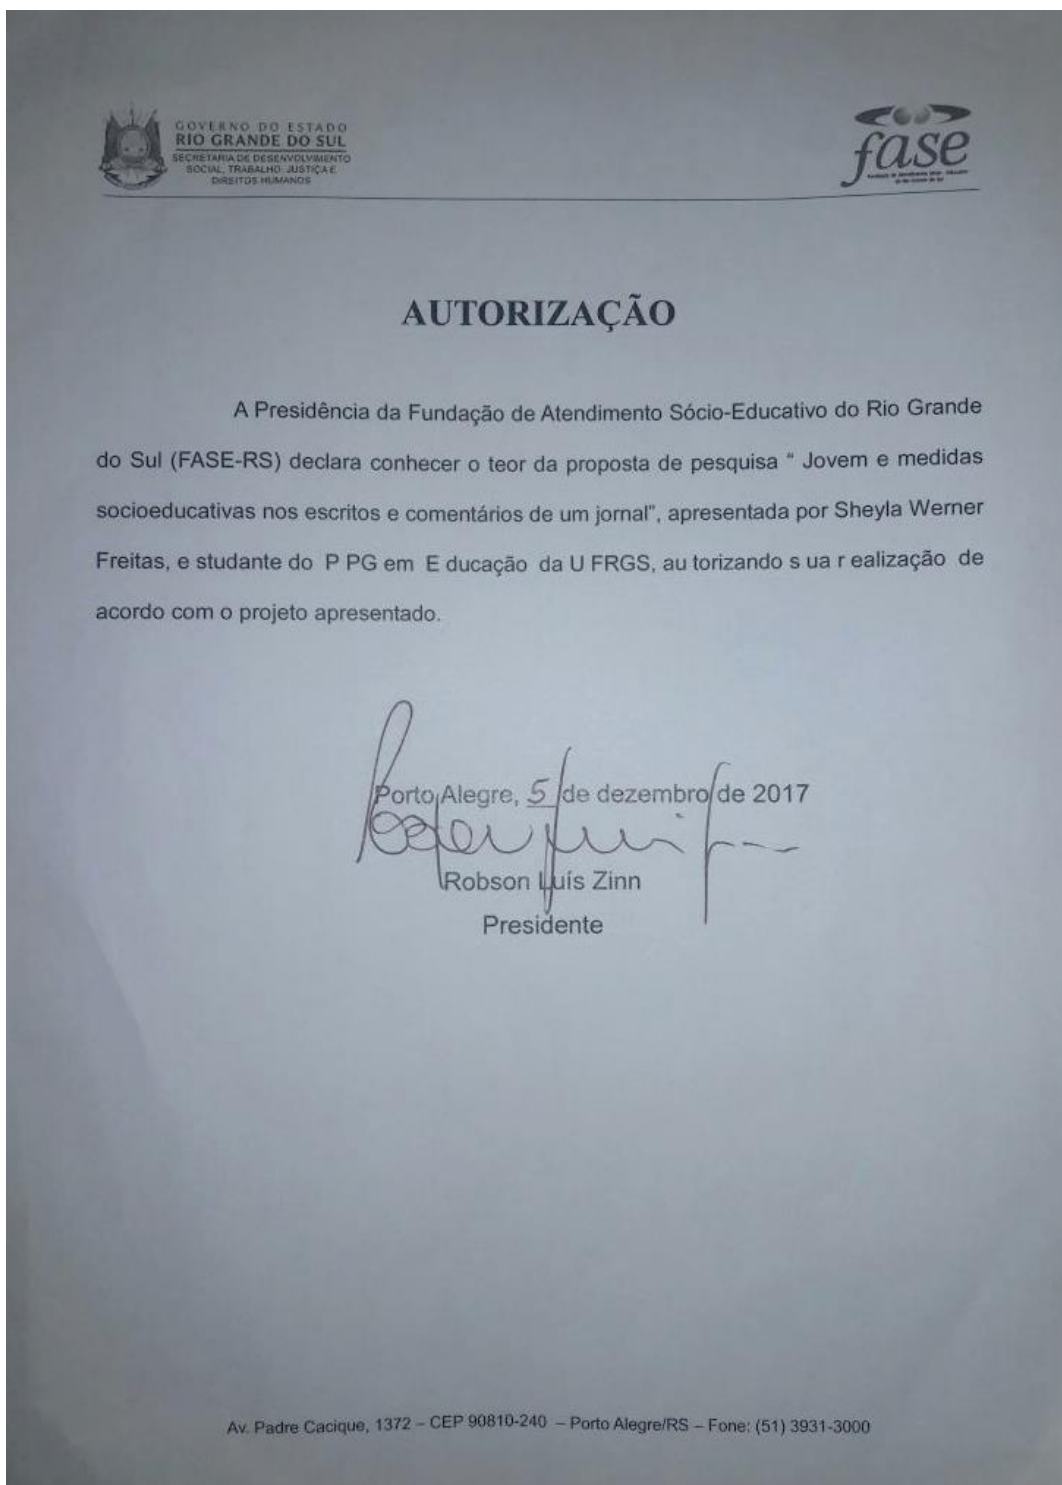 GOVERNO DO ESTADO
RIO GRANDE DO SUL
SECRETARIA DE DESENVOLVIMENTO
SOCIAL, TRABALHO, JUSTIÇA E
DIREITOS HUMANOS
fase
AUTORIZAÇÃO
A Presidência da Fundação de Atendimento Sócio-Educativo do Rio Grande
do Sul (FASE-RS) declara conhecer o teor da proposta de pesquisa “ Jovem e medidas
socioeducativas nos escritos e comentários de um jornal”, apresentada por Sheyla Werner
Freitas, e studante do P PG em E ducação da U FRGS, au torizando s ua r ealização de
acordo com o projeto apresentado.
Porto Alegre, 5 de dezembro de 2017
Robson Luís Zinn
Presidente
Av. Padre Cacique, 1372 – CEP 90810-240 – Porto Alegre/RS – Fone: (51) 3931-3000